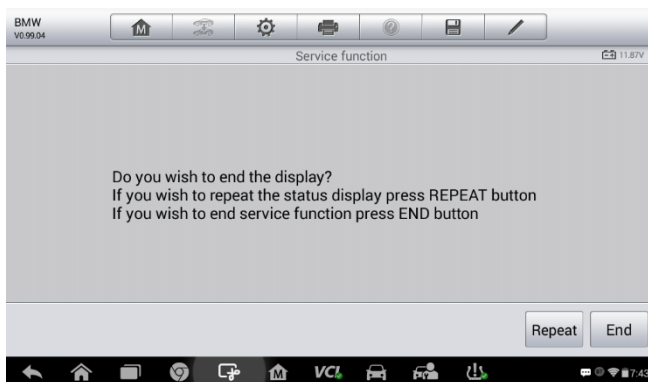 BMW
V0.99.04
M
Service function
11.87V
Do you wish to end the display?
If you wish to repeat the status display press REPEAT button
If you wish to end service function press END button
Repeat
End
M
VCI
7:43